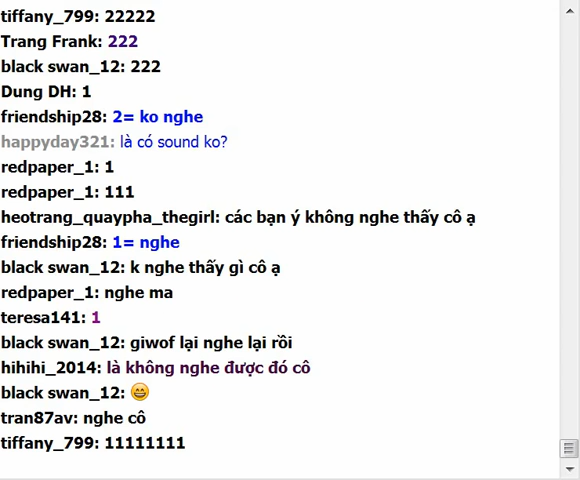 tiffany_799: 22222
Trang Frank: 222
black swan_12: 222
Dung DH: 1
friendship28: 2= ko nghe
happyday321: là có sound ko?
redpaper_1: 1
redpaper_1: 111
heotrang_quaypha_thegirl: các bạn ý không nghe thấy cô ạ
friendship28: 1= nghe
black swan_12: k nghe thấy gì cô ạ
redpaper_1: nghe ma
teresa141: 1
black swan_12: giwof lại nghe lại rồi
hihihi_2014: là không nghe được đó cô
black swan_12: 😄
tran87av: nghe cô
tiffany_799: 11111111